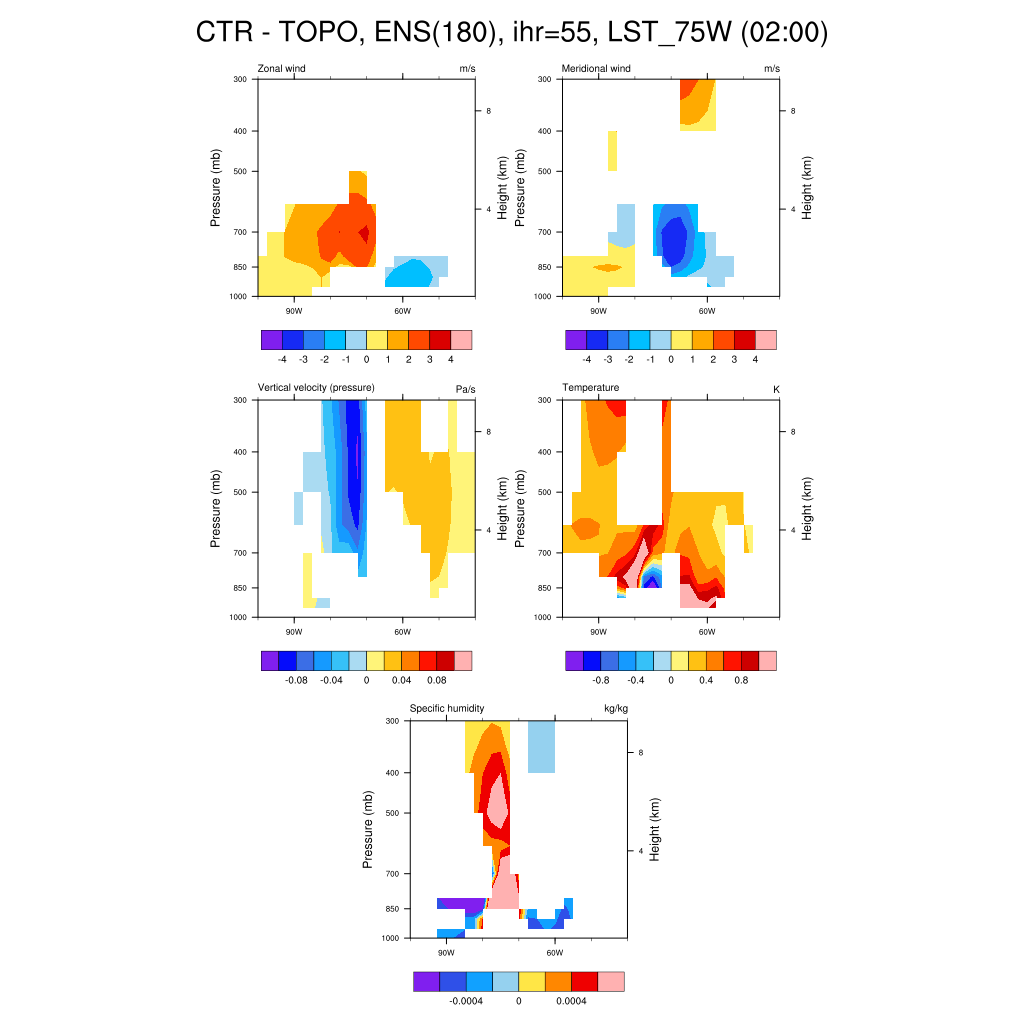 CTR - TOPO, ENS(180), ihr=55, LST_75W (02:00)
Zonal wind m/s
Pressure (mb)
300
400
500
700
850
1000
Height (km)
8
4
90W 60W
-4 -3 -2 -1 0 1 2 3 4
Meridional wind m/s
Pressure (mb)
300
400
500
700
850
1000
Height (km)
8
4
90W 60W
-4 -3 -2 -1 0 1 2 3 4
Vertical velocity (pressure) Pa/s
Pressure (mb)
300
400
500
700
850
1000
Height (km)
8
4
90W 60W
-0.08 -0.04 0 0.04 0.08
Temperature K
Pressure (mb)
300
400
500
700
850
1000
Height (km)
8
4
90W 60W
-0.8 -0.4 0 0.4 0.8
Specific humidity kg/kg
Pressure (mb)
300
400
500
700
850
1000
Height (km)
8
4
90W 60W
-0.0004 0 0.0004